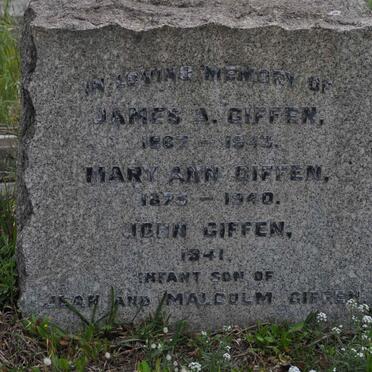 IN LOVING MEMORY OF
JAMES A. GIFFEN,
1867 – 1943.
MARY ANN GIFFEN,
1875 – 1940.
JOHN GIFFEN,
1941.
INFANT SON OF
JEAN AND MALCOLM GIFFEN